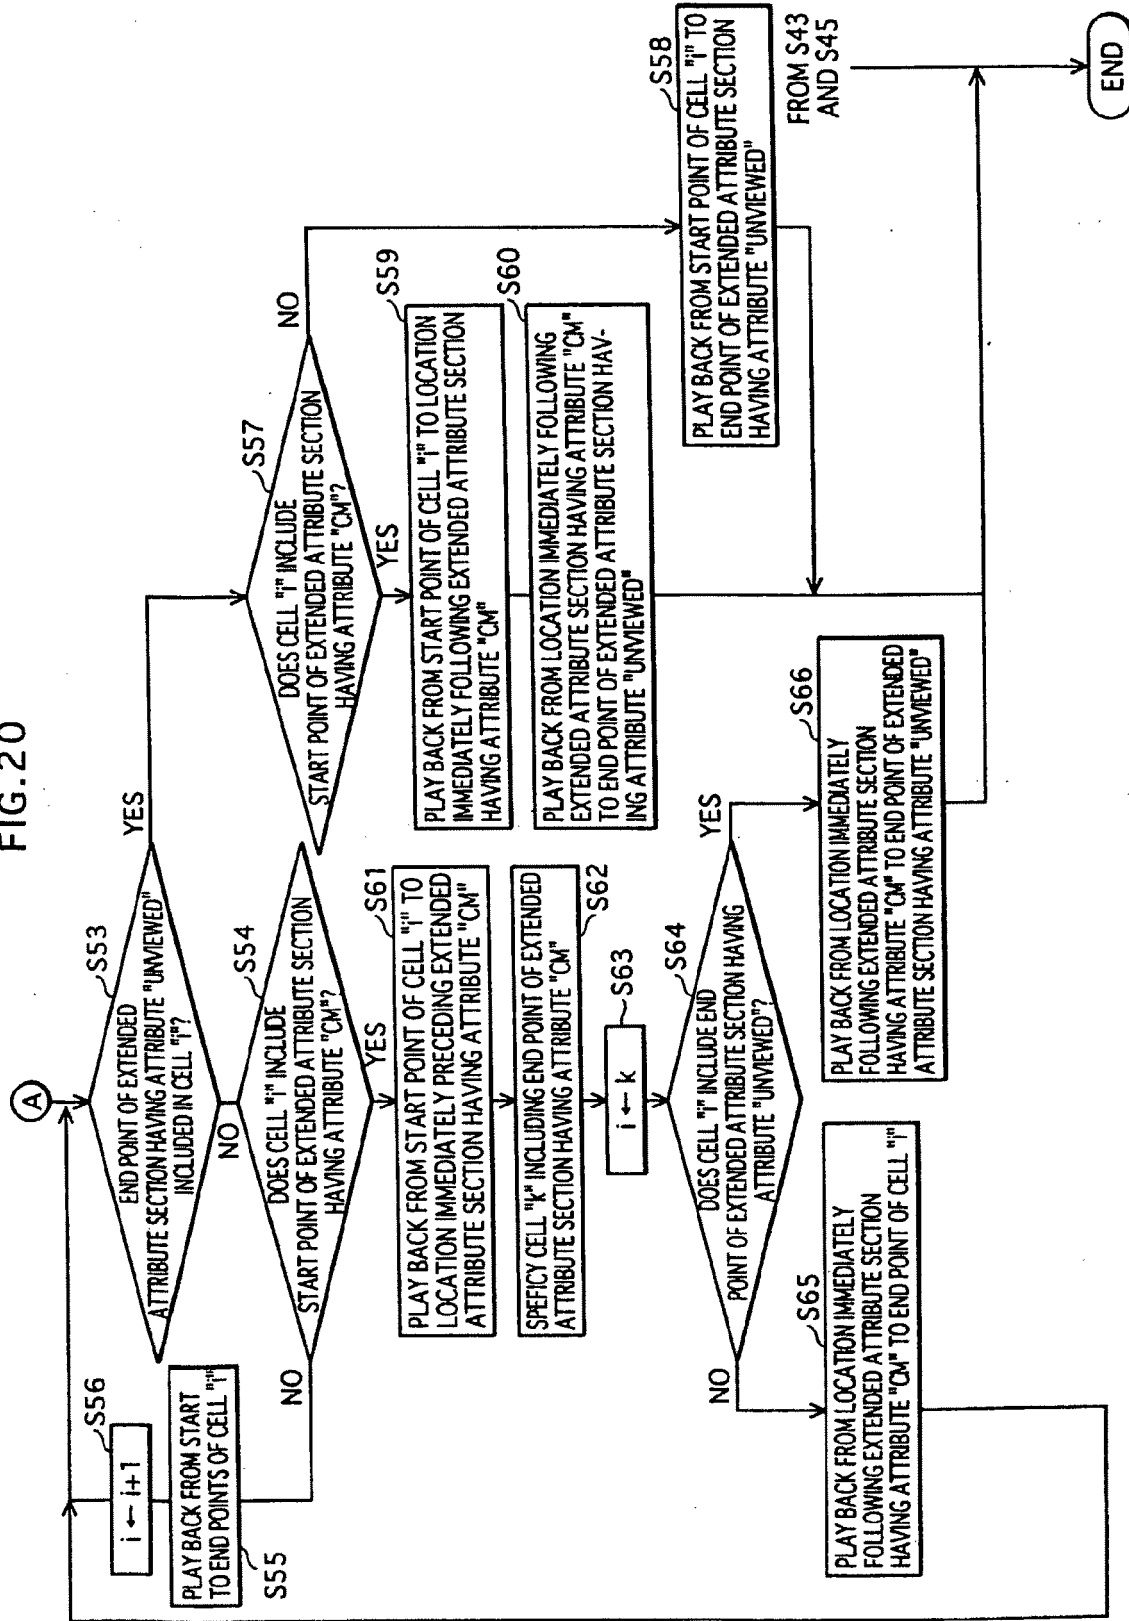 FIG.20
A
S53
END POINT OF EXTENDED
ATTRIBUTE SECTION HAVING ATTRIBUTE "UNVIEWED"
INCLUDED IN CELL "i"?
YES
NO
S54
DOES CELL "i" INCLUDE
START POINT OF EXTENDED ATTRIBUTE SECTION
HAVING ATTRIBUTE "CM"?
YES
NO
S56
i ← i+1
PLAY BACK FROM START
TO END POINTS OF CELL "i"
S55
S57
DOES CELL "i" INCLUDE
START POINT OF EXTENDED ATTRIBUTE SECTION
HAVING ATTRIBUTE "CM"?
NO
YES
S59
PLAY BACK FROM START POINT OF CELL "i" TO LOCATION
IMMEDIATELY FOLLOWING EXTENDED ATTRIBUTE SECTION
HAVING ATTRIBUTE "CM"
S60
PLAY BACK FROM LOCATION IMMEDIATELY FOLLOWING
EXTENDED ATTRIBUTE SECTION HAVING ATTRIBUTE "CM"
TO END POINT OF EXTENDED ATTRIBUTE SECTION HAV-
ING ATTRIBUTE "UNVIEWED"
S58
PLAY BACK FROM START POINT OF CELL "i" TO
END POINT OF EXTENDED ATTRIBUTE SECTION
HAVING ATTRIBUTE "UNVIEWED"
S61
PLAY BACK FROM START POINT OF CELL "i" TO
LOCATION IMMEDIATELY PRECEDING EXTENDED
ATTRIBUTE SECTION HAVING ATTRIBUTE "CM"
SPEFICY CELL "k" INCLUDING END POINT OF EXTENDED
ATTRIBUTE SECTION HAVING ATTRIBUTE "CM"
S62
S63
i ← k
S64
DOES CELL "i" INCLUDE END
POINT OF EXTENDED ATTRIBUTE SECTION HAVING
ATTRIBUTE "UNVIEWED"?
NO
YES
S65
PLAY BACK FROM LOCATION IMMEDIATELY
FOLLOWING EXTENDED ATTRIBUTE SECTION
HAVING ATTRIBUTE "CM" TO END POINT OF CELL "i"
S66
PLAY BACK FROM LOCATION IMMEDIATELY
FOLLOWING EXTENDED ATTRIBUTE SECTION
HAVING ATTRIBUTE "CM" TO END POINT OF EXTENDED
ATTRIBUTE SECTION HAVING ATTRIBUTE "UNVIEWED"
FROM S43
AND S45
END